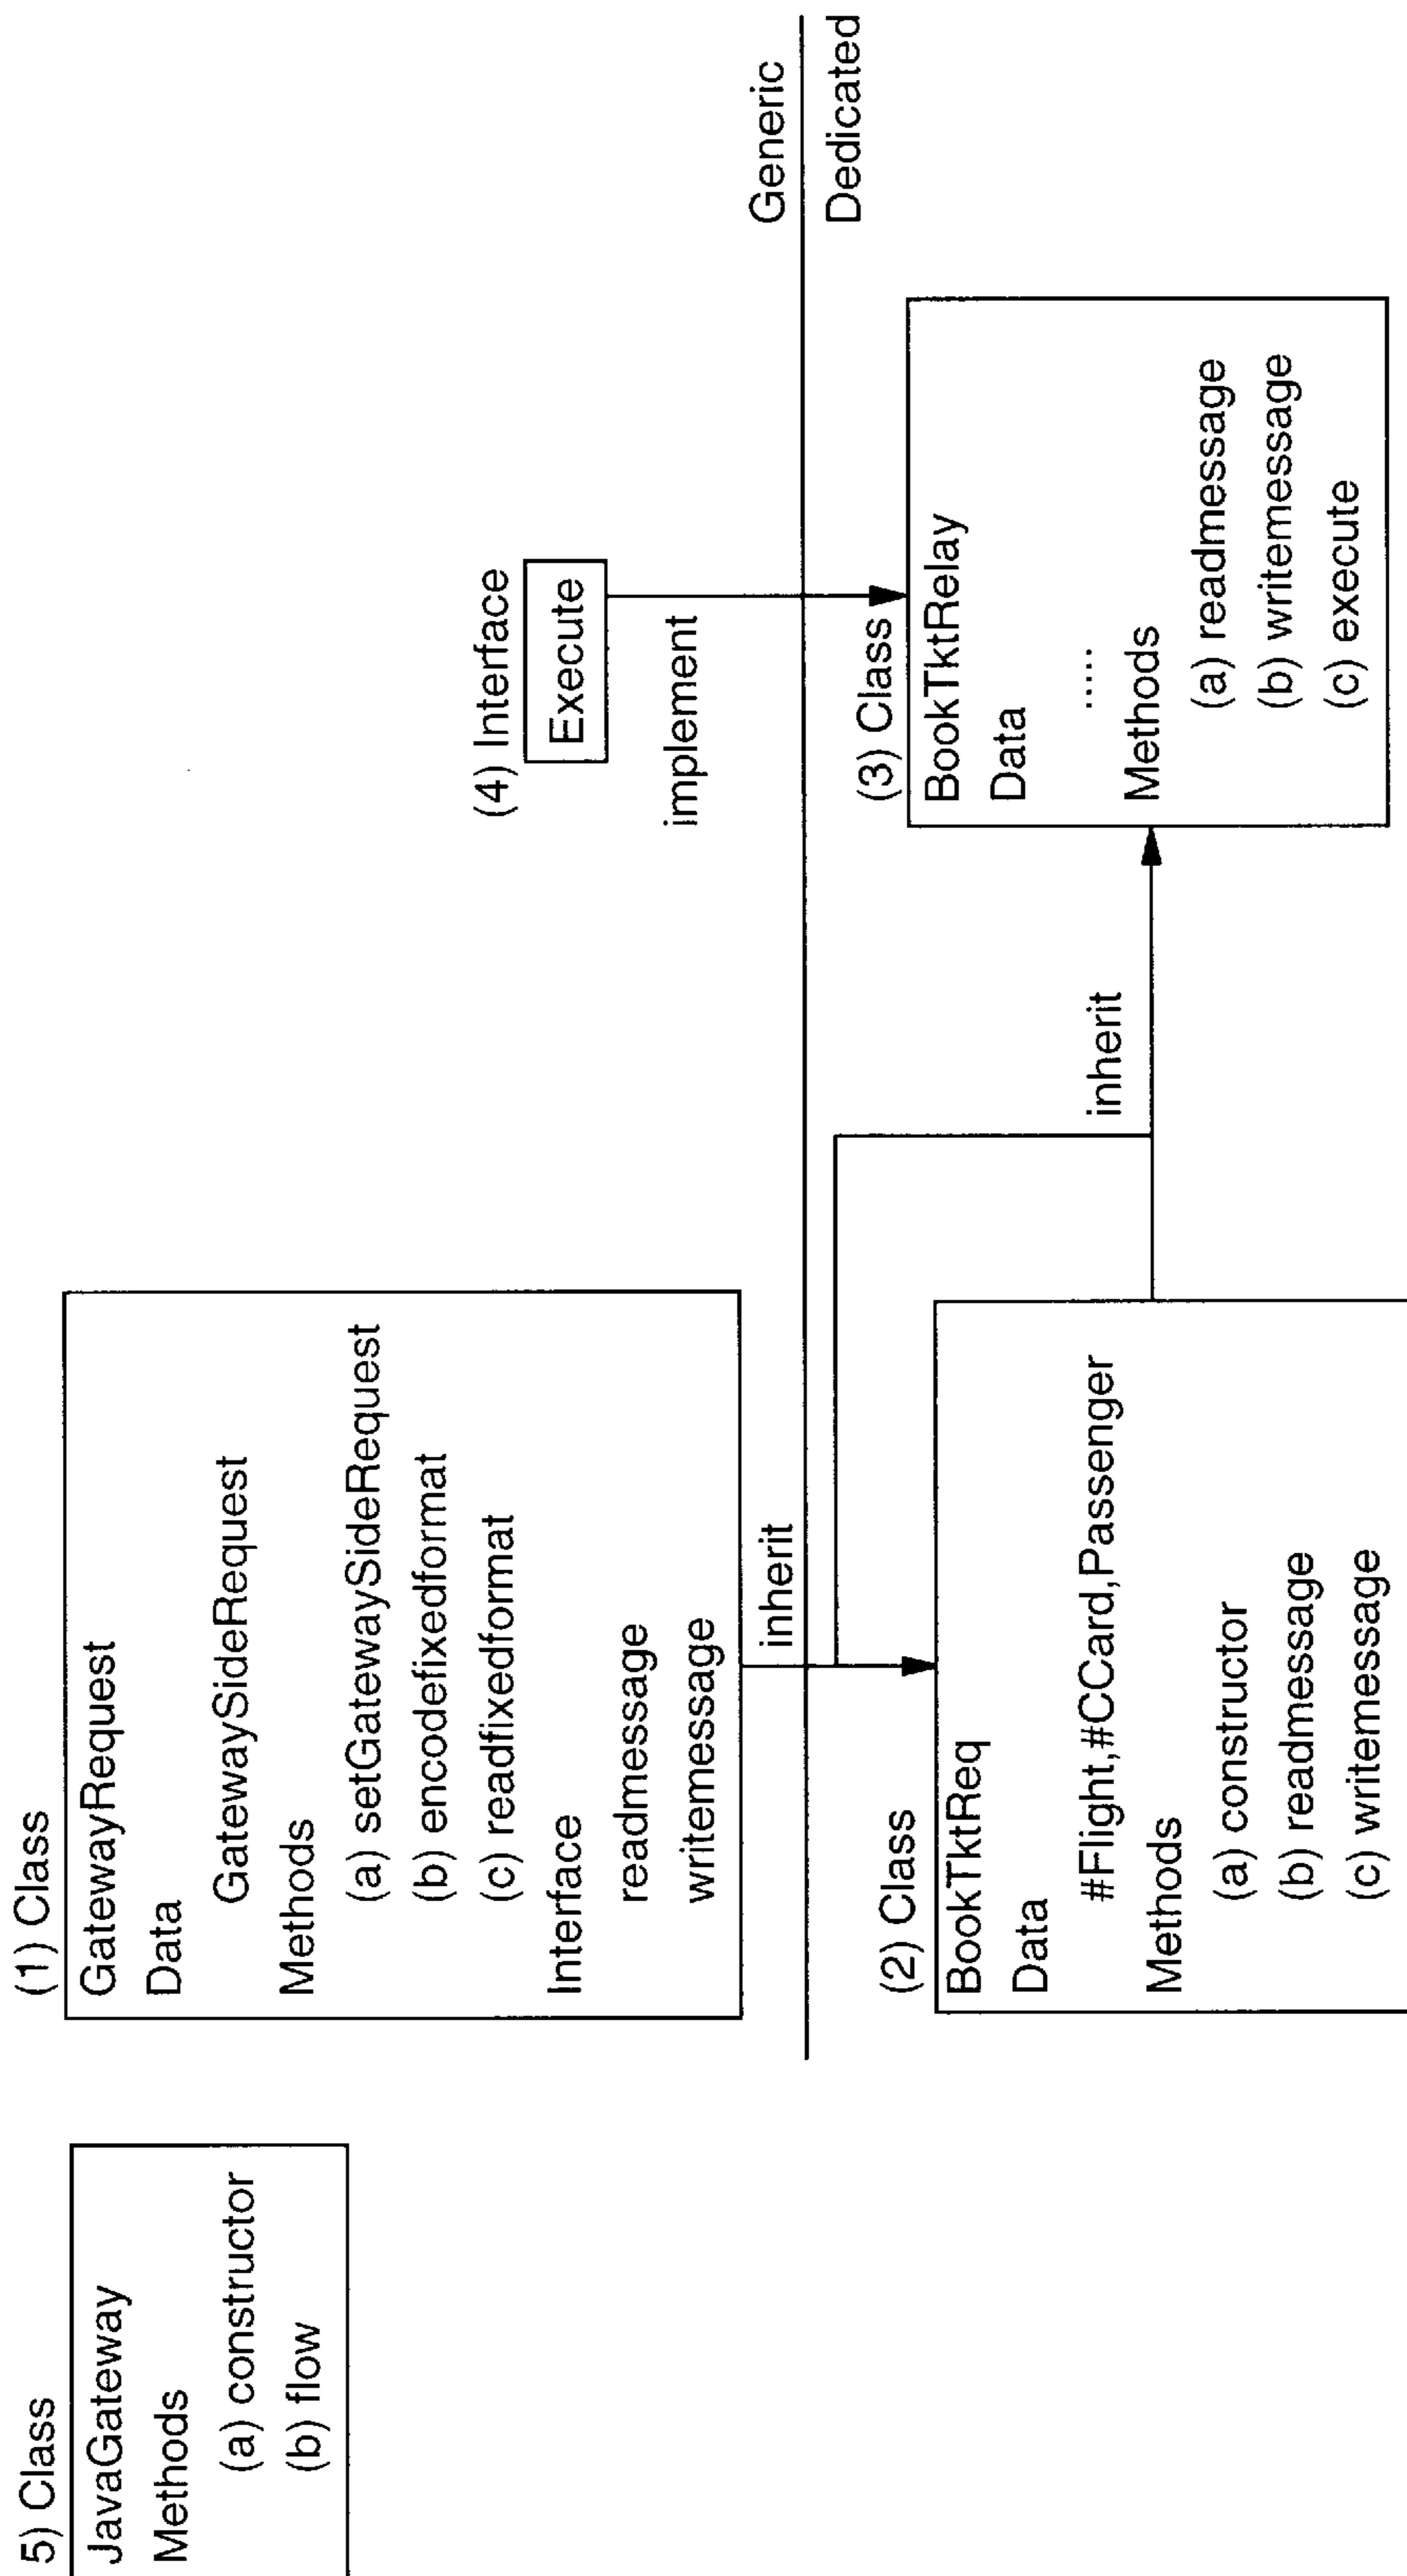 5) Class
JavaGateway
Methods
(a) constructor
(b) flow
(1) Class
GatewayRequest
Data
GatewaySideRequest
Methods
(a) setGatewaySideRequest
(b) encodefixedformat
(c) readfixedformat
Interface
readmessage
writemessage
inherit
(4) Interface
Execute
implement
Generic
Dedicated
(2) Class
BookTktReq
Data
#Flight,#CCard,Passenger
Methods
(a) constructor
(b) readmessage
(c) writemessage
inherit
(3) Class
BookTktRelay
Data
.....
Methods
(a) readmessage
(b) writemessage
(c) execute